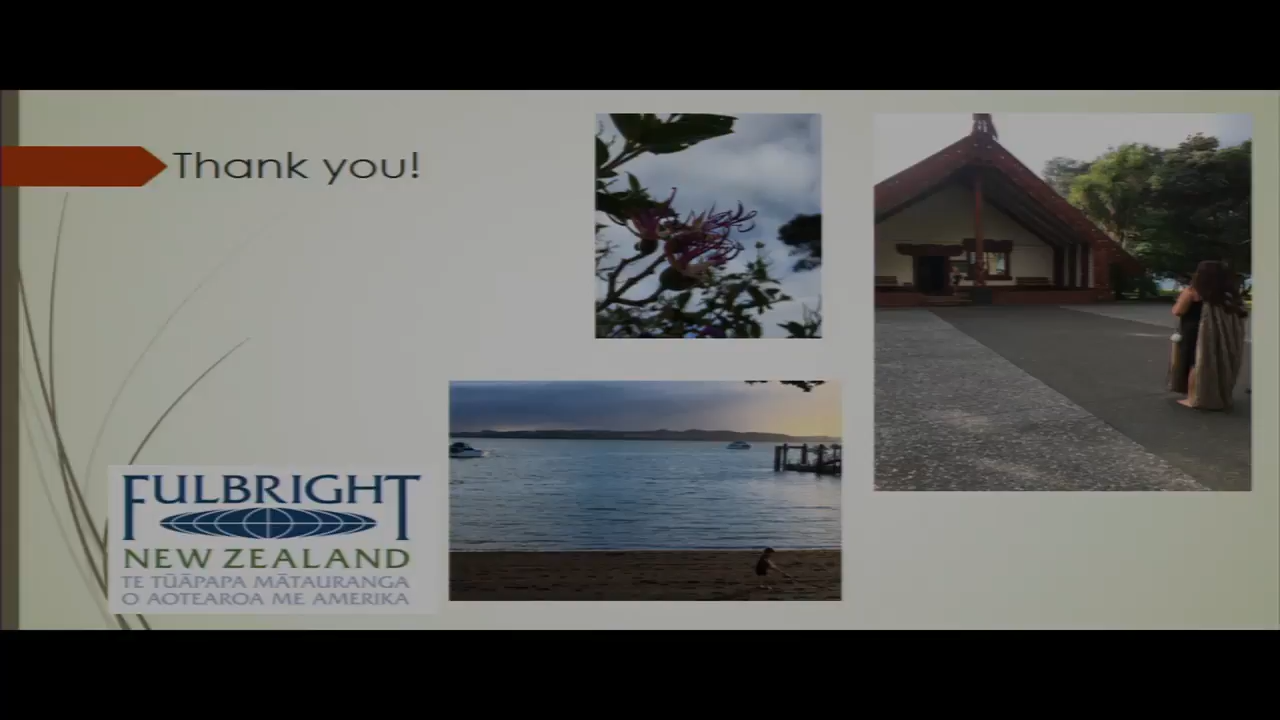 Thank you!
FULBRIGHT
NEW ZEALAND
TE TŪĀPAPA MĀTAURANGA
O AOTEAROA ME AMERIKA